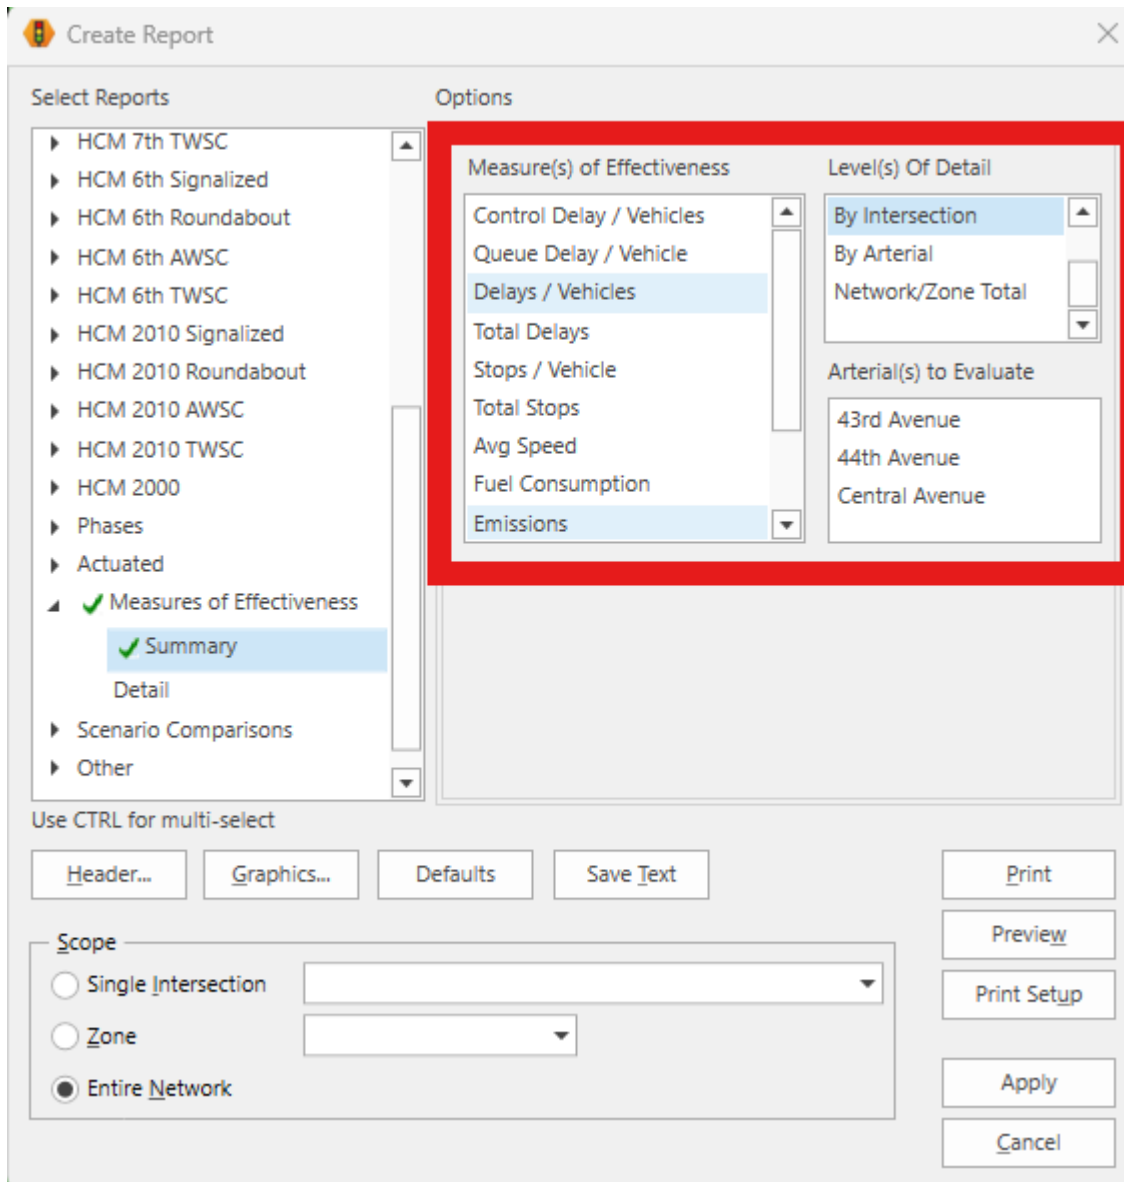 Create Report
Select Reports
HCM 7th TWSC
HCM 6th Signalized
HCM 6th Roundabout
HCM 6th AWSC
HCM 6th TWSC
HCM 2010 Signalized
HCM 2010 Roundabout
HCM 2010 AWSC
HCM 2010 TWSC
HCM 2000
Phases
Actuated
Measures of Effectiveness
Summary
Detail
Scenario Comparisons
Other
Use CTRL for multi-select
Options
Measure(s) of Effectiveness
Control Delay / Vehicles
Queue Delay / Vehicle
Delays / Vehicles
Total Delays
Stops / Vehicle
Total Stops
Avg Speed
Fuel Consumption
Emissions
Level(s) Of Detail
By Intersection
By Arterial
Network/Zone Total
Arterial(s) to Evaluate
43rd Avenue
44th Avenue
Central Avenue
Header...
Graphics...
Defaults
Save Text
Scope
Single Intersection
Zone
Entire Network
Print
Preview
Print Setup
Apply
Cancel